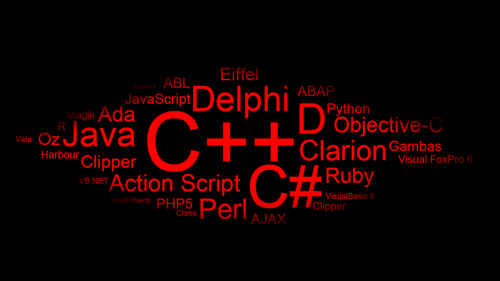 Eiffel
ABL
ABAP
JavaScript
Delphi
Python
Magik
Ada
D
Objective-C
R
Vala
Oz
Java
C++
Clarion
Gambas
Harbour
Clipper
Visual FoxPro 6
VB.NET
Action Script
C#
Ruby
Visual Objects
PHP5
Perl
VisualBasic 6
Class
AJAX
Clipper